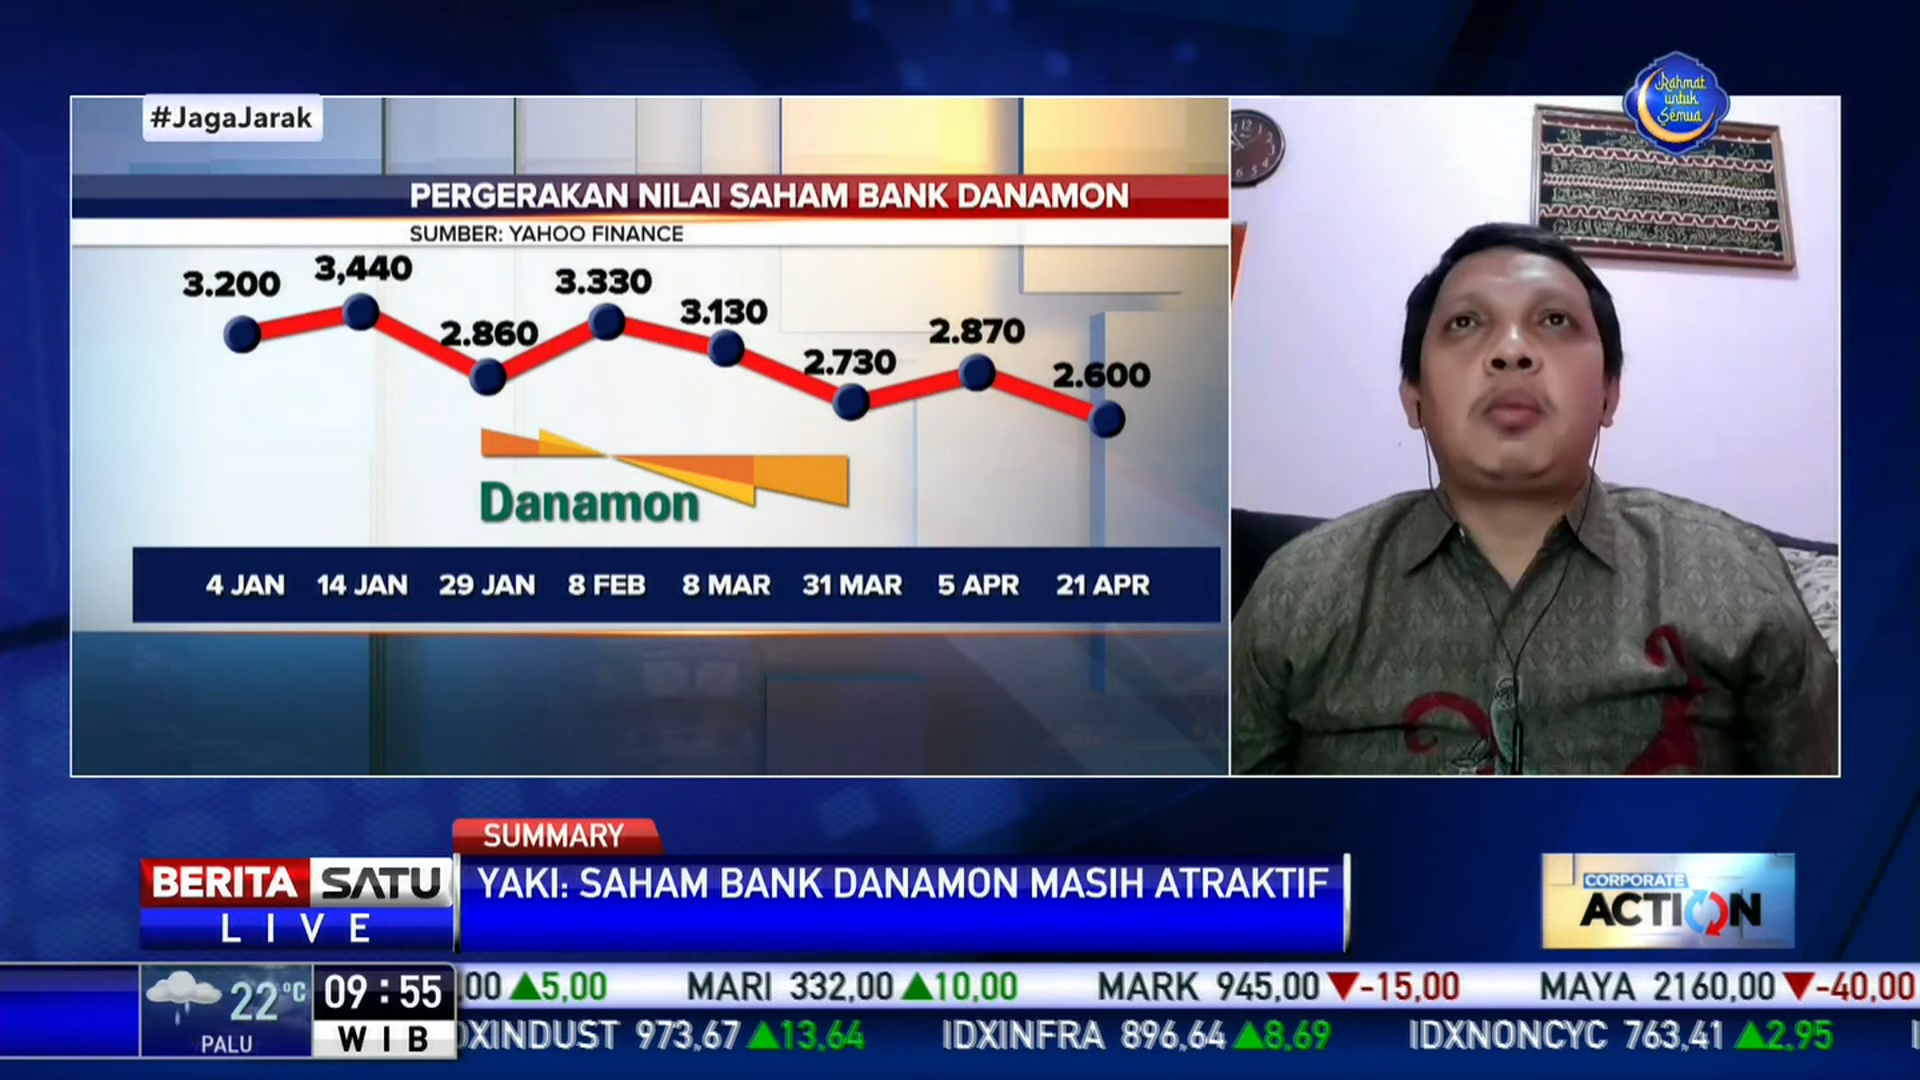 #JagaJarak
Rahmat
untuk
Semua
PERGERAKAN NILAI SAHAM BANK DANAMON
SUMBER: YAHOO FINANCE
3.200 3,440 2.860 3.330 3.130 2.730 2.870 2.600
Danamon
4 JAN 14 JAN 29 JAN 8 FEB 8 MAR 31 MAR 5 APR 21 APR
SUMMARY
BERITA SATU
LIVE
YAKI: SAHAM BANK DANAMON MASIH ATRAKTIF
CORPORATE
ACTION
22°C
PALU
09:55
WIB
,00 ▲5,00 MARI 332,00 ▲10,00 MARK 945,00 ▼-15,00 MAYA 2160,00 ▼-40,00
DXINDUST 973,67 ▲13,64 IDXINFRA 896,64 ▲8,69 IDXNONCYC 763,41 ▲2,95